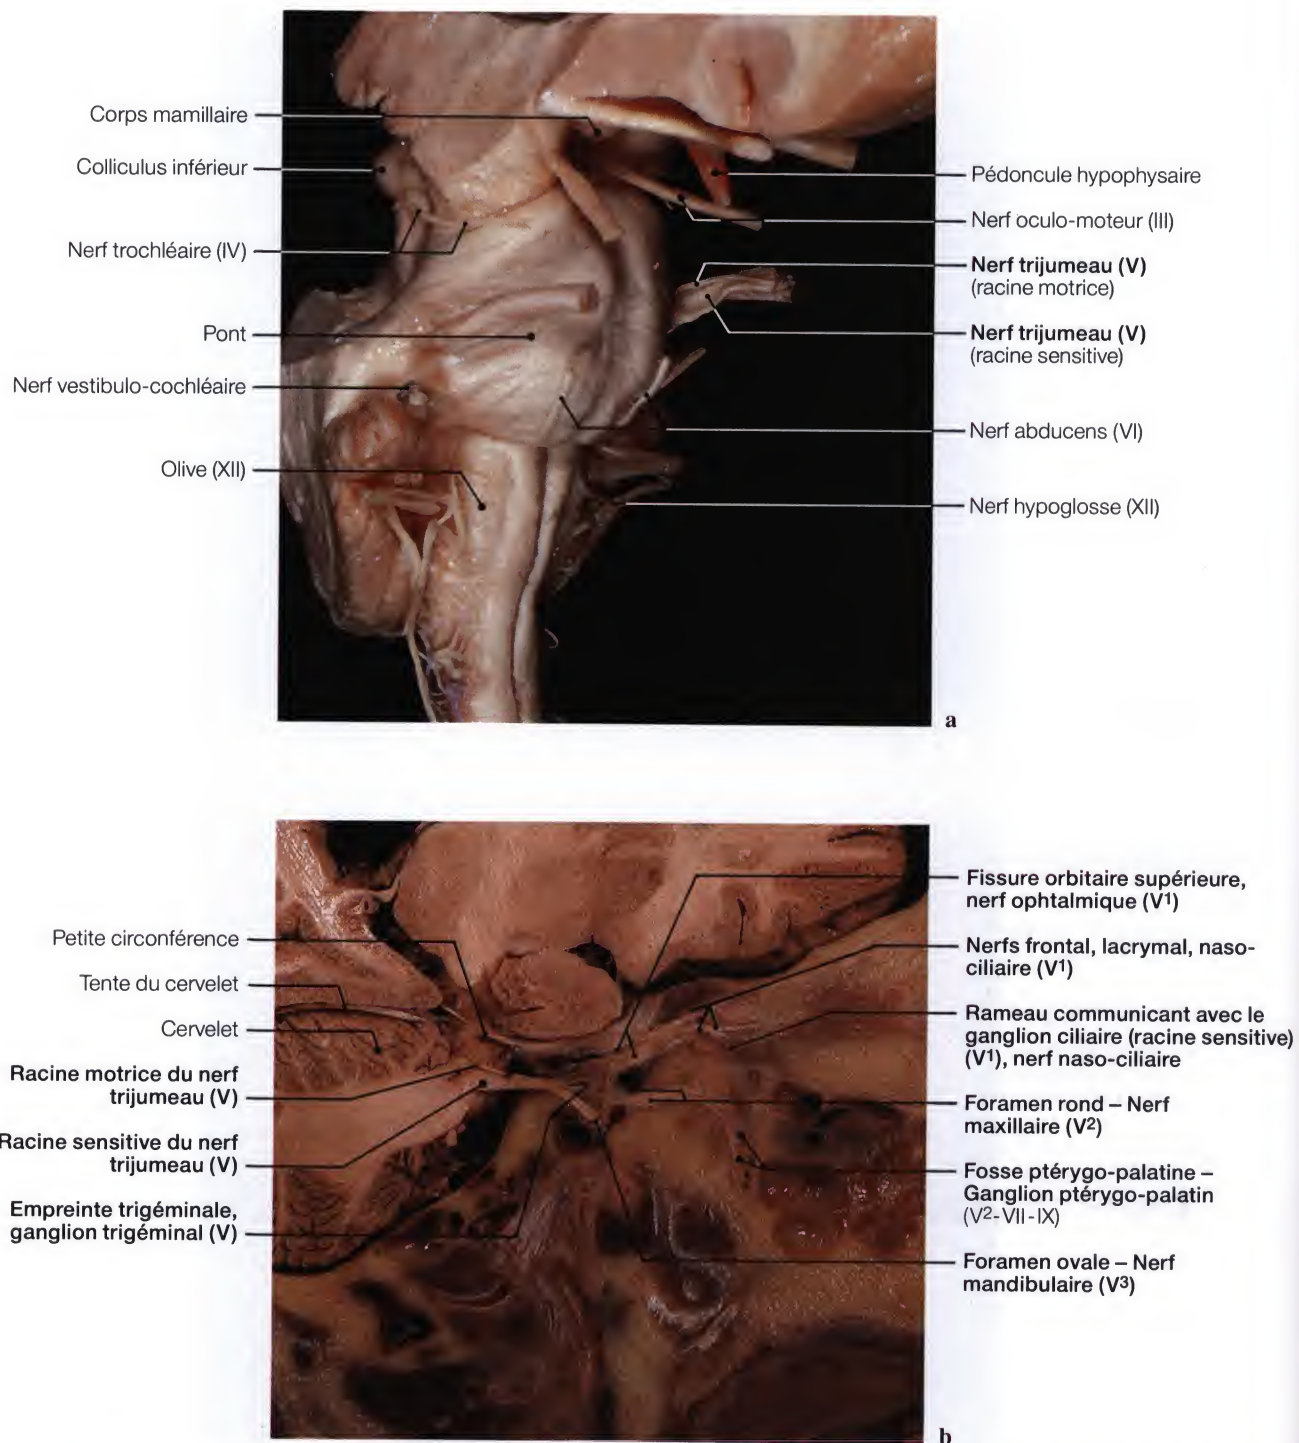 Corps mamillaire
Colliculus inférieur
Nerf trochléaire (IV)
Pont
Nerf vestibulo-cochléaire
Olive (XII)
Pédoncule hypophysaire
Nerf oculo-moteur (III)
Nerf trijumeau (V)
(racine motrice)
Nerf trijumeau (V)
(racine sensitive)
Nerf abducens (VI)
Nerf hypoglosse (XII)
a
Petite circonférence
Tente du cervelet
Cervelet
Racine motrice du nerf
trijumeau (V)
Racine sensitive du nerf
trijumeau (V)
Empreinte trigéminale,
ganglion trigéminal (V)
Fissure orbitaire supérieure,
nerf ophtalmique (V¹)
Nerfs frontal, lacrymal, naso-
ciliaire (V¹)
Rameau communicant avec le
ganglion ciliaire (racine sensitive)
(V¹), nerf naso-ciliaire
Foramen rond – Nerf
maxillaire (V²)
Fosse ptérygo-palatine –
Ganglion ptérygo-palatin
(V²-VII-IX)
Foramen ovale – Nerf
mandibulaire (V³)
b